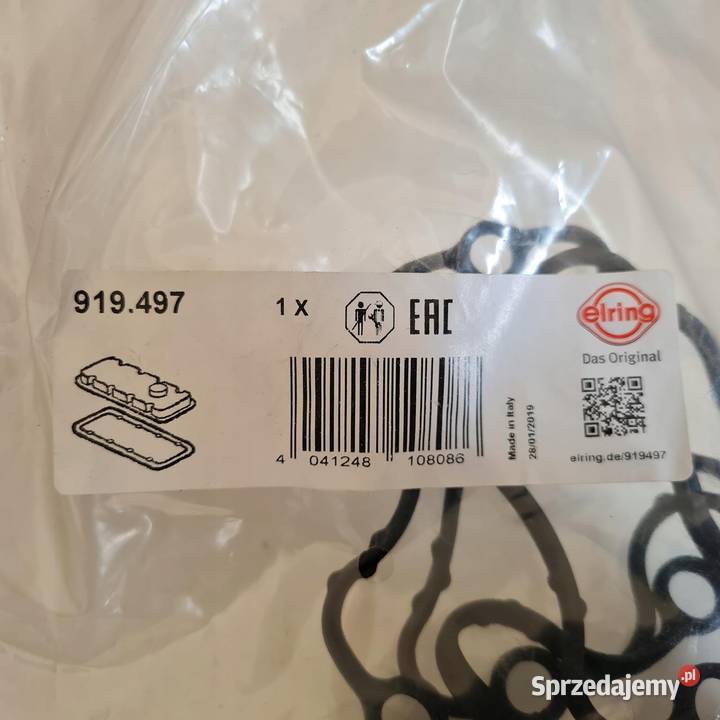 919.497
1 X
EAC
elring
Das Original
4 041248 108086
Made in Italy
28/01/2019
elring.de/919497
Sprzedajemy.pl